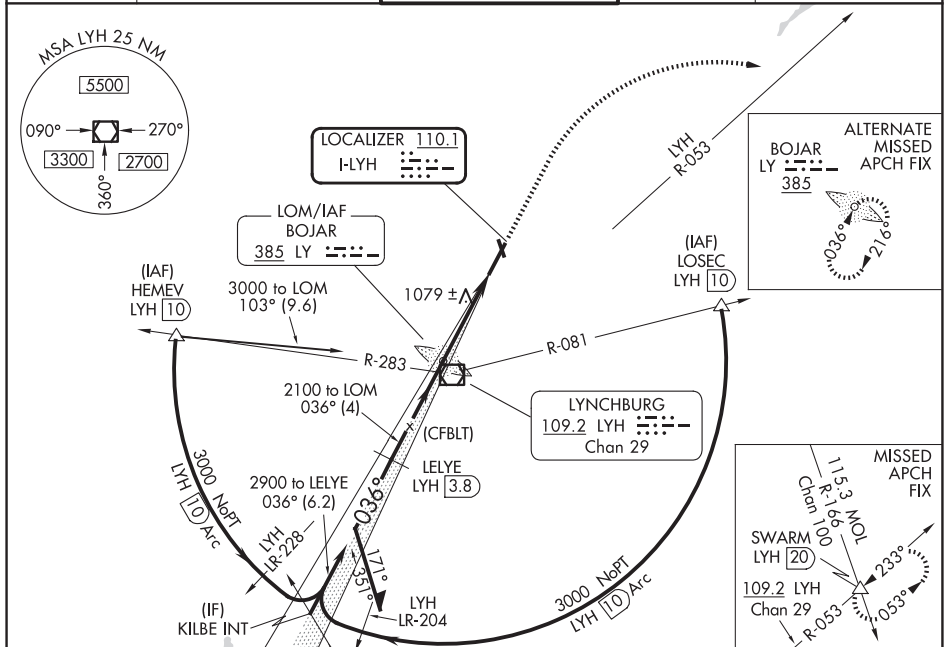 MSA LYH 25 NM
5500
090°
270°
3300
2700
360°
LOCALIZER 110.1
I-LYH
LYH
R-053
ALTERNATE
MISSED
APCH FIX
BOJAR
LY
385
036°
216°
LOM/IAF
BOJAR
385 LY
(IAF)
HEMEV
LYH 10
3000 to LOM
103° (9.6)
1079 ±
(IAF)
LOSEC
LYH 10
R-283
R-081
2100 to LOM
036° (4)
(CFBLT)
LYNCHBURG
109.2 LYH
Chan 29
LELYE
LYH 3.8
2900 to LELYE
036° (6.2)
036°
3000 NoPT
LYH 10 Arc
LYH
LR-228
171°
351°
(IF)
KILBE INT
LYH
LR-204
3000 NoPT
LYH 10 Arc
MISSED
APCH
FIX
115.3 MOL
R-166
Chan 100
SWARM
LYH 20
109.2 LYH
Chan 29
233°
053°
R-053